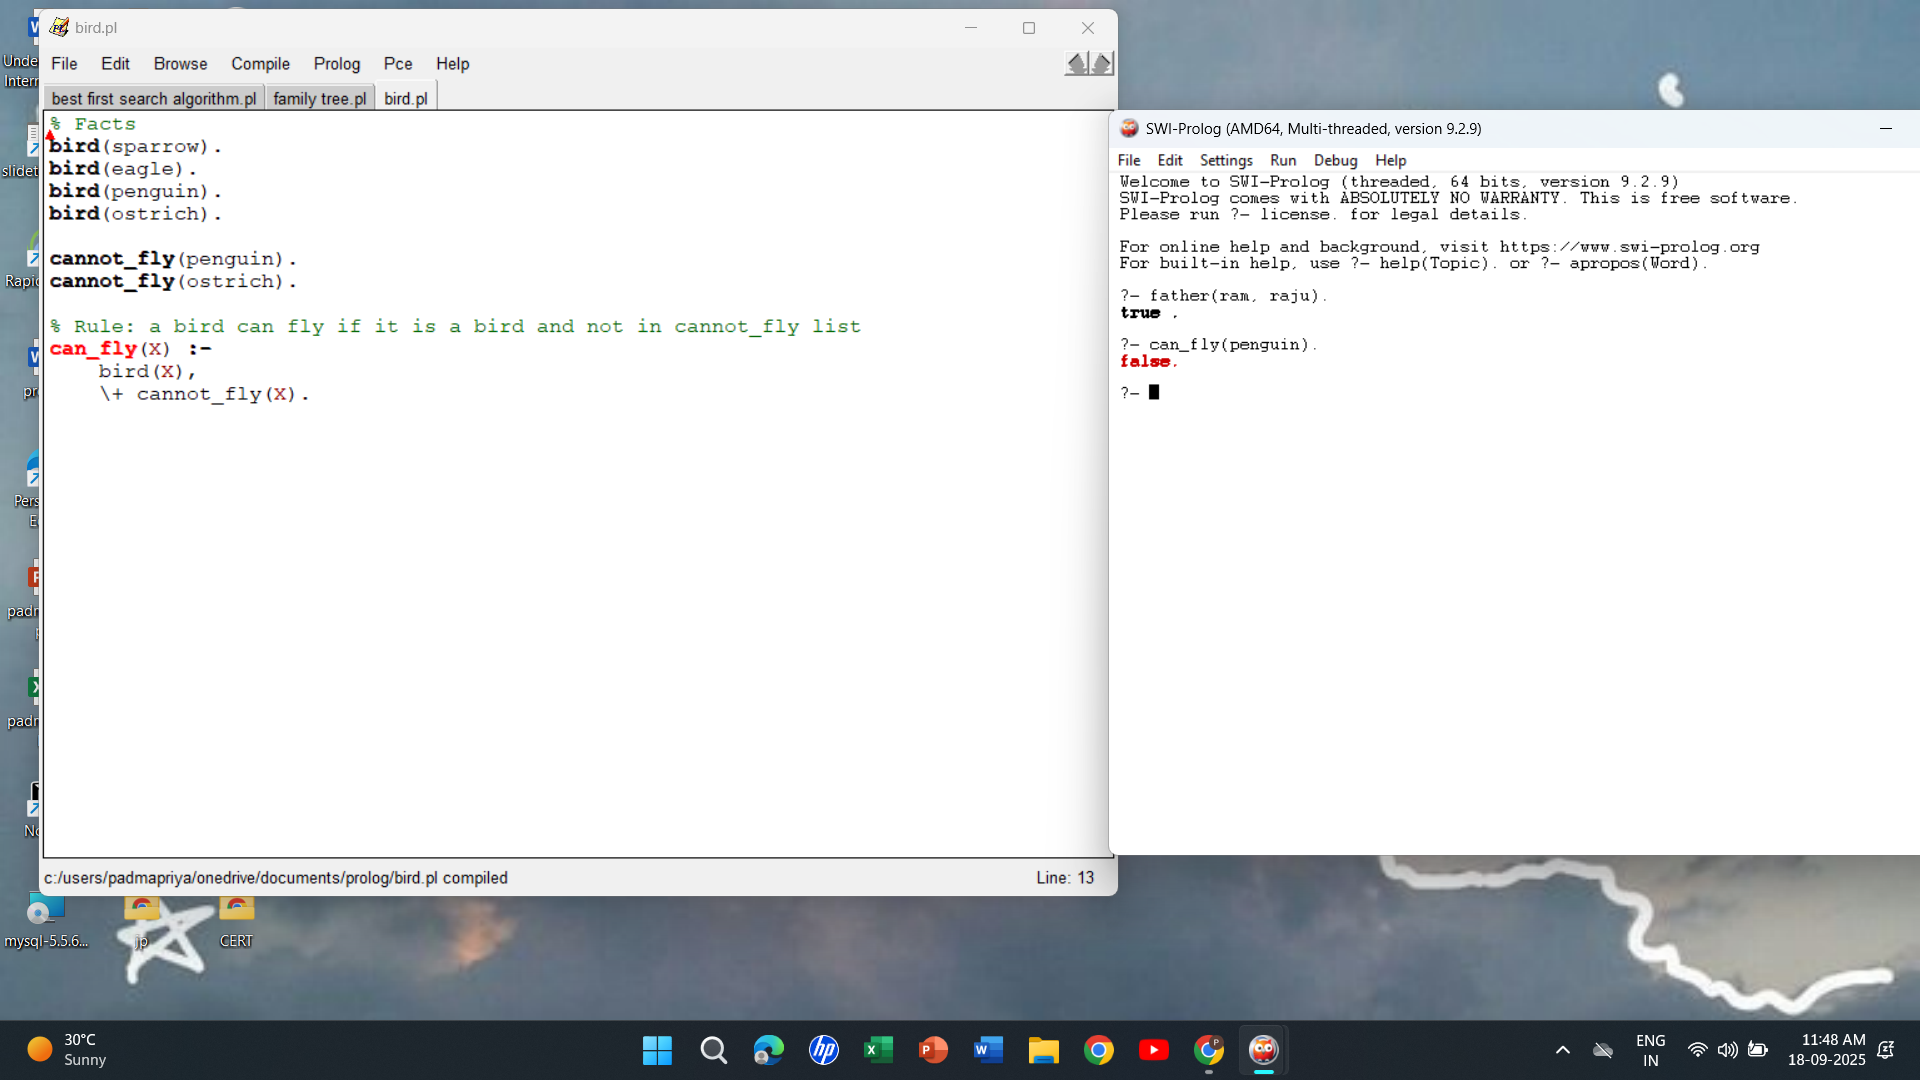 bird.pl
File Edit Browse Compile Prolog Pce Help
best first search algorithm.pl family tree.pl bird.pl
% Facts
bird(sparrow).
bird(eagle).
bird(penguin).
bird(ostrich).
cannot_fly(penguin).
cannot_fly(ostrich).
% Rule: a bird can fly if it is a bird and not in cannot_fly list
can_fly(X) :-
bird(X),
\+ cannot_fly(X).
c:/users/padmapriya/onedrive/documents/prolog/bird.pl compiled Line: 13
SWI-Prolog (AMD64, Multi-threaded, version 9.2.9)
File Edit Settings Run Debug Help
Welcome to SWI-Prolog (threaded, 64 bits, version 9.2.9)
SWI-Prolog comes with ABSOLUTELY NO WARRANTY. This is free software.
Please run ?- license. for legal details.
For online help and background, visit https://www.swi-prolog.org
For built-in help, use ?- help(Topic). or ?- apropos(Word).
?- father(ram, raju).
true .
?- can_fly(penguin).
false.
?-
Unde
Inter
slidet
Rapid
pr
Pers
E
padm
padm
No
mysql-5.5.6...
jp
CERT
30°C
Sunny
ENG
IN
11:48 AM
18-09-2025